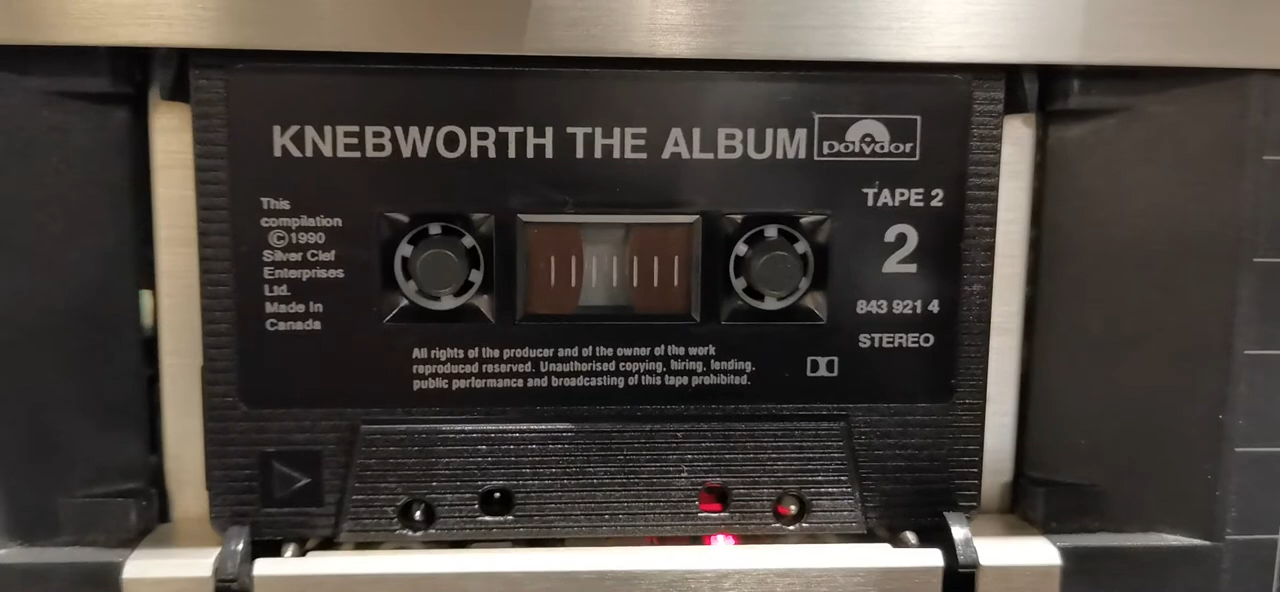 KNEBWORTH THE ALBUM
polydor
This
compilation
©1990
Silver Clef
Enterprises
Ltd.
Made In
Canada
TAPE 2
2
843 921 4
STEREO
All rights of the producer and of the owner of the work
reproduced reserved. Unauthorised copying, hiring, lending,
public performance and broadcasting of this tape prohibited.